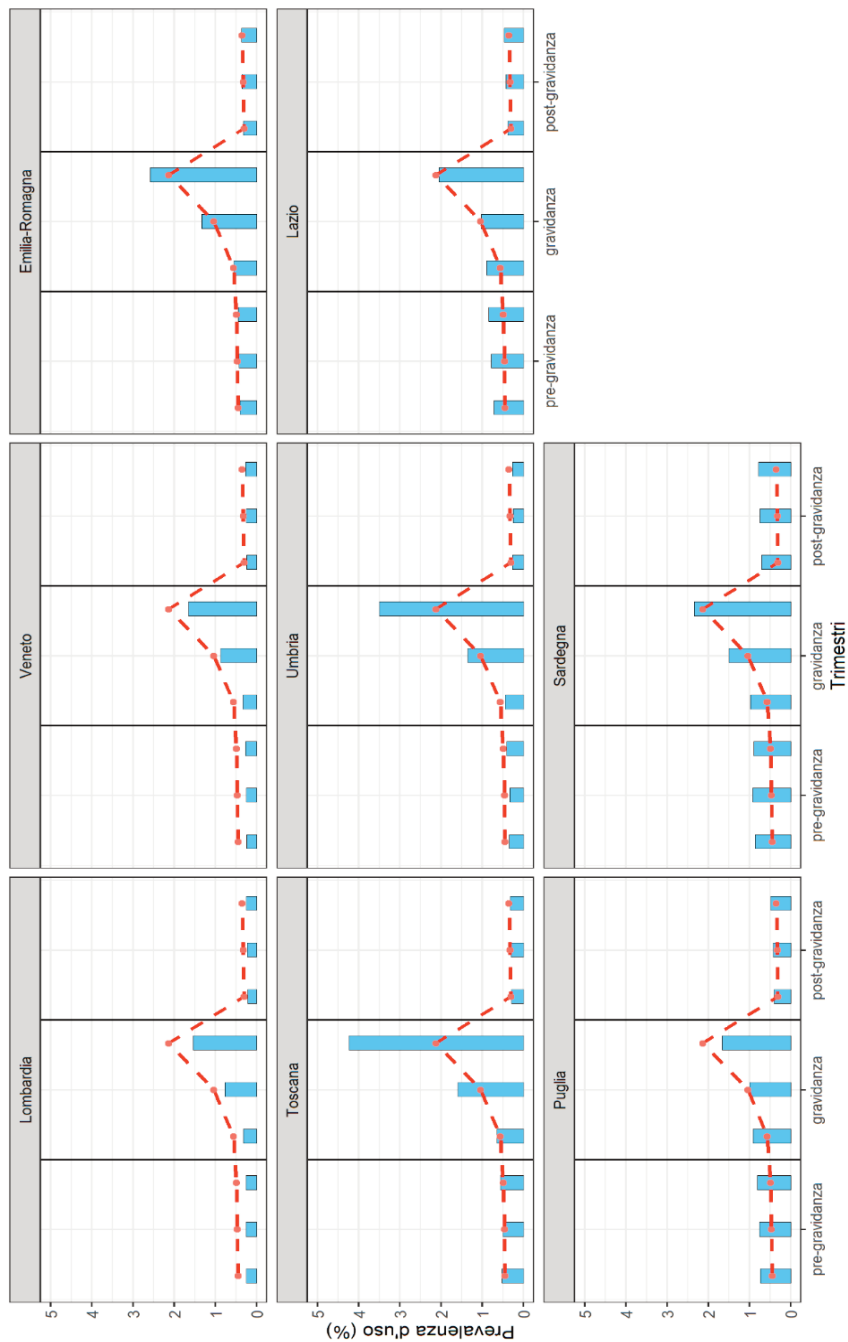 Lombardia
Veneto
Emilia-Romagna
5
4
3
2
1
0
Toscana
Umbria
Lazio
5
4
3
2
1
0
pre-gravidanza
gravidanza
post-gravidanza
Puglia
Sardegna
5
4
3
2
1
0
pre-gravidanza
gravidanza
post-gravidanza
pre-gravidanza
gravidanza
post-gravidanza
Prevalenza d'uso (%)
Trimestri